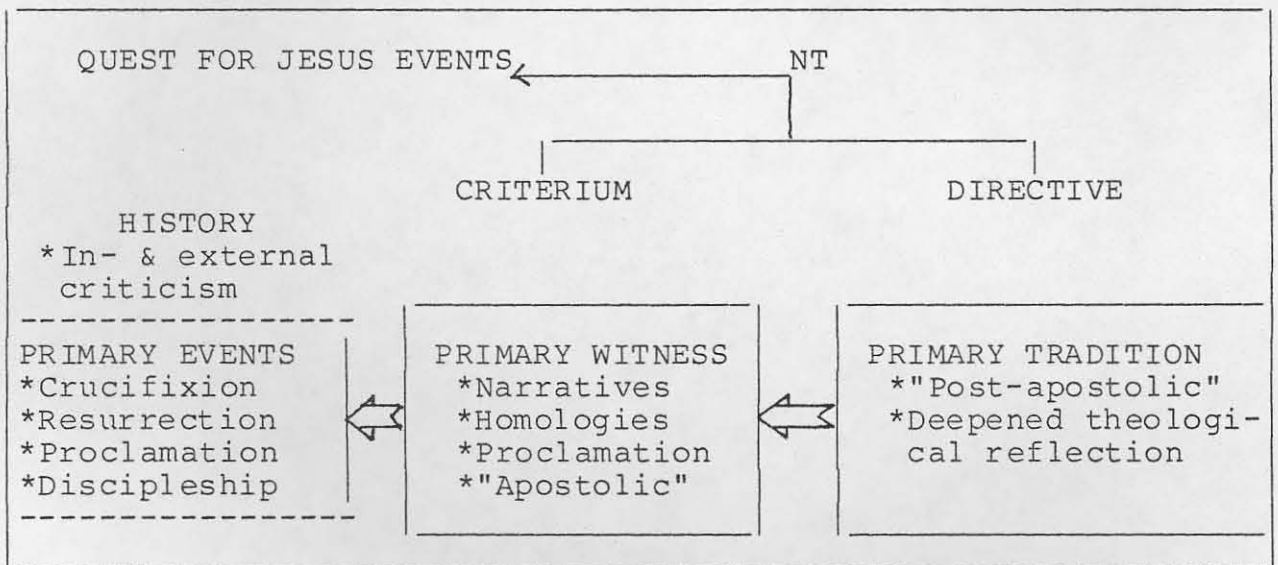 QUEST FOR JESUS EVENTS NT
CRITERIUM DIRECTIVE
HISTORY
*In- & external
criticism
PRIMARY EVENTS
*Crucifixion
*Resurrection
*Proclamation
*Discipleship
PRIMARY WITNESS
*Narratives
*Homologies
*Proclamation
*"Apostolic"
PRIMARY TRADITION
*"Post-apostolic"
*Deepened theologi-
cal reflection